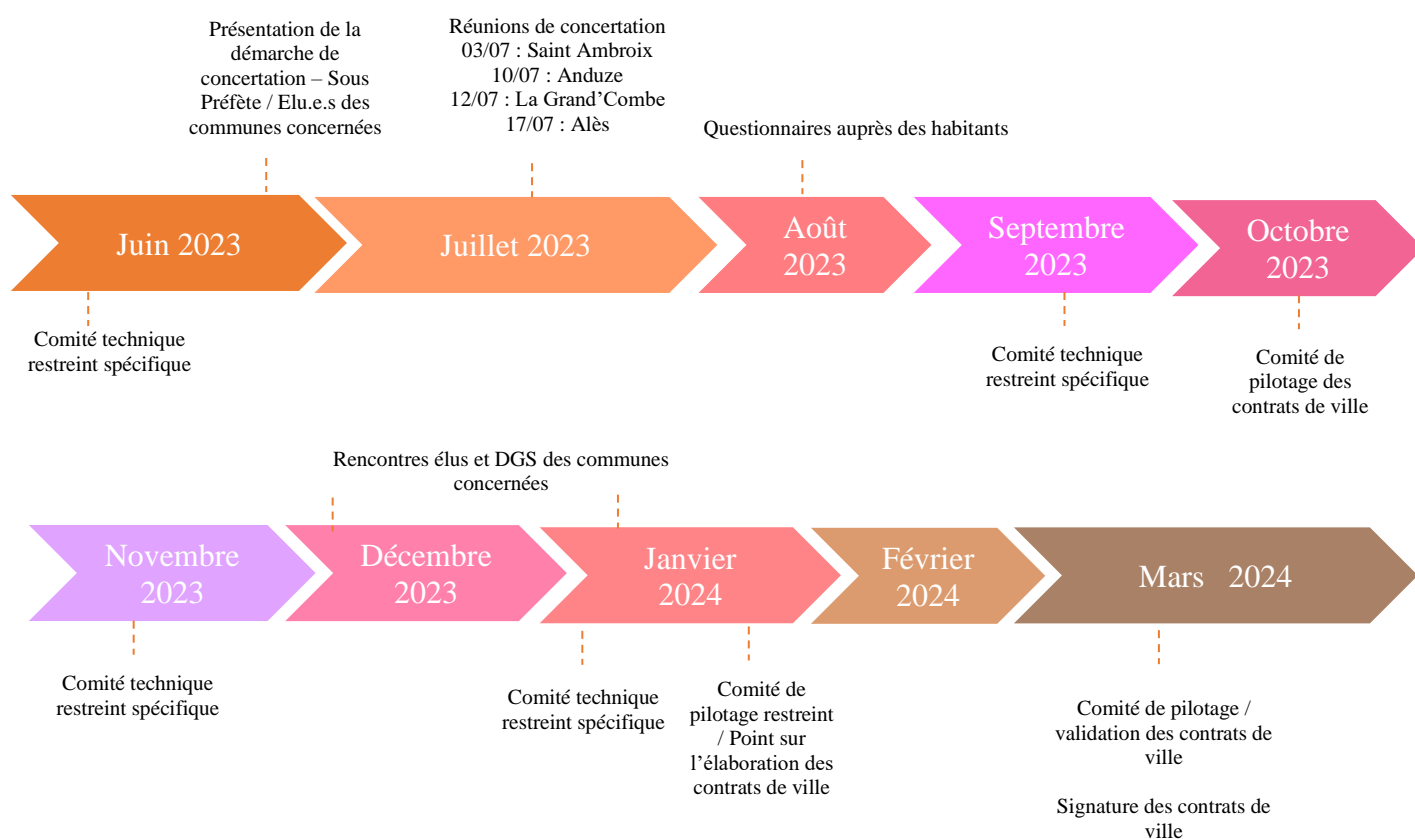 Présentation de la
démarche de
concertation – Sous
Préfète / Elu.e.s des
communes concernées
Réunions de concertation
03/07 : Saint Ambroix
10/07 : Anduze
12/07 : La Grand’Combe
17/07 : Alès
Questionnaires auprès des habitants
Juin 2023
Juillet 2023
Août
2023
Septembre
2023
Octobre
2023
Comité technique
restreint spécifique
Comité technique
restreint spécifique
Comité de
pilotage des
contrats de ville
Rencontres élus et DGS des communes
concernées
Novembre
2023
Décembre
2023
Janvier
2024
Février
2024
Mars 2024
Comité technique
restreint spécifique
Comité technique
restreint spécifique
Comité de
pilotage restreint
/ Point sur
l’élaboration des
contrats de ville
Comité de pilotage /
validation des contrats de
ville
Signature des contrats de
ville